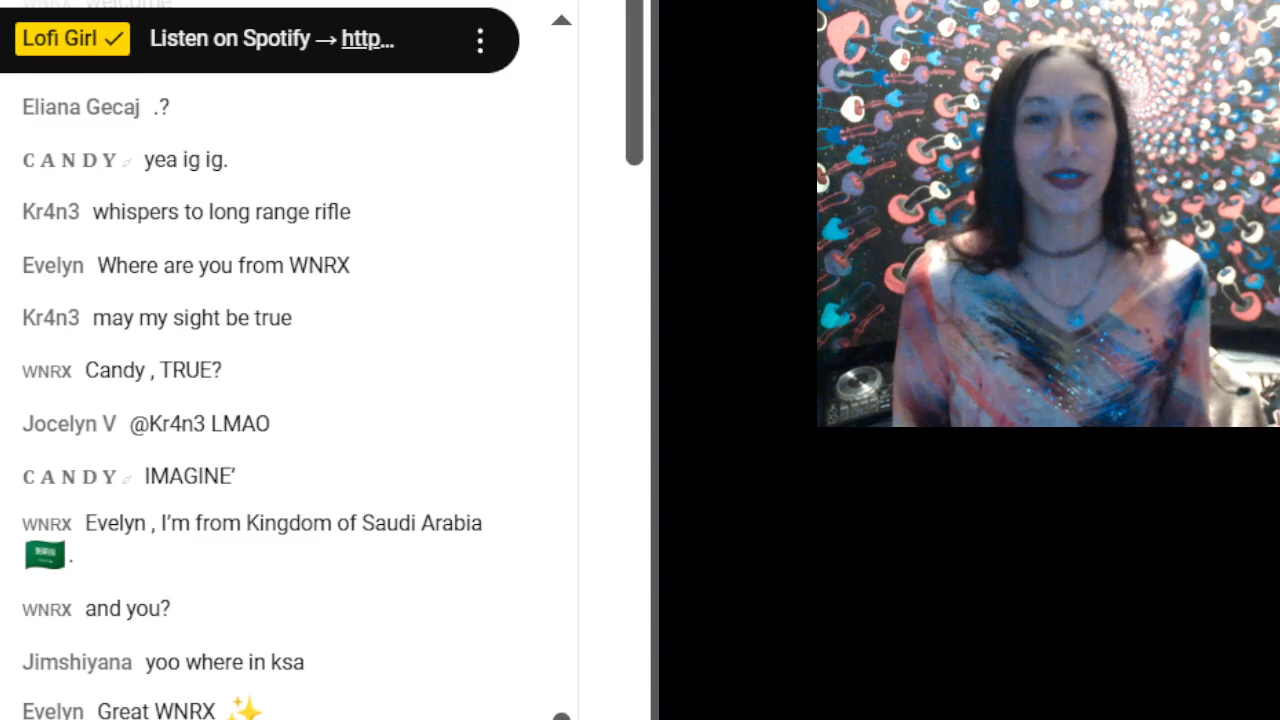 WNRX welcome
Lofi Girl ✓ Listen on Spotify → http...
Eliana Gecaj .?
C A N D Y yea ig ig.
Kr4n3 whispers to long range rifle
Evelyn Where are you from WNRX
Kr4n3 may my sight be true
WNRX Candy , TRUE?
Jocelyn V @Kr4n3 LMAO
C A N D Y IMAGINE’
WNRX Evelyn , I’m from Kingdom of Saudi Arabia
🇸🇦 .
WNRX and you?
Jimshiyana yoo where in ksa
Evelyn Great WNRX ✨